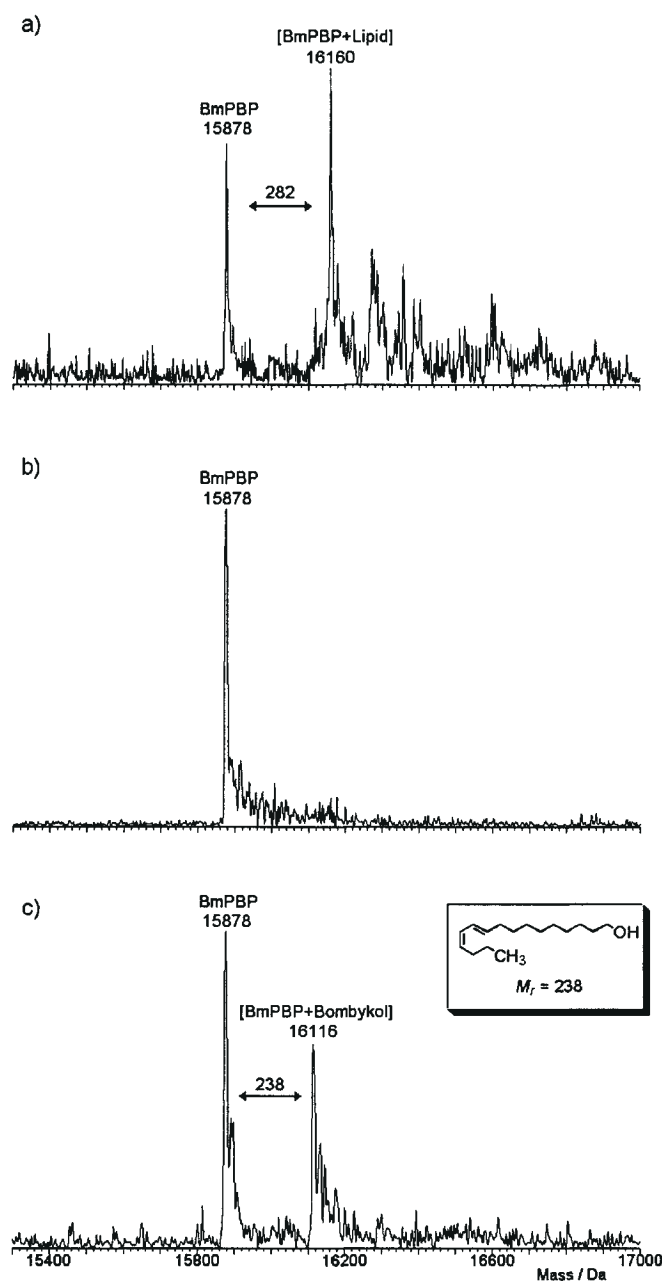 a)
[BmPBP+Lipid]
16160
BmPBP
15878
282
b)
BmPBP
15878
c)
BmPBP
15878
[BmPBP+Bombykol]
16116
238
OH
CH3
Mr = 238
15400 15800 16200 16600 17000
Mass / Da